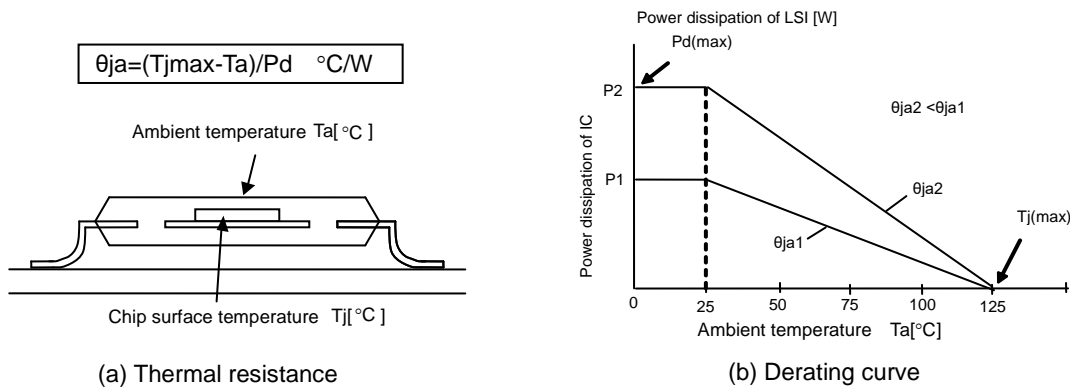 θja=(Tjmax-Ta)/Pd °C/W
Ambient temperature Ta[°C]
Chip surface temperature Tj[°C]
(a) Thermal resistance
Power dissipation of LSI [W]
Pd(max)
P2
θja2 <θja1
Power dissipation of IC
P1
θja2
Tj(max)
θja1
0 25 50 75 100 125
Ambient temperature Ta[°C]
(b) Derating curve